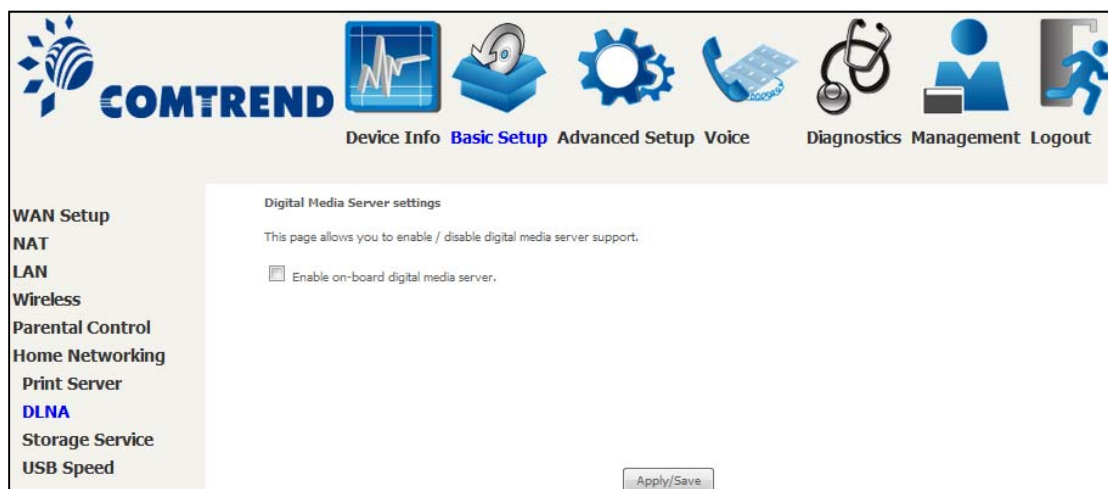 COMTREND
Device Info Basic Setup Advanced Setup Voice Diagnostics Management Logout
WAN Setup
NAT
LAN
Wireless
Parental Control
Home Networking
Print Server
DLNA
Storage Service
USB Speed
Digital Media Server settings
This page allows you to enable / disable digital media server support.
Enable on-board digital media server.
Apply/Save